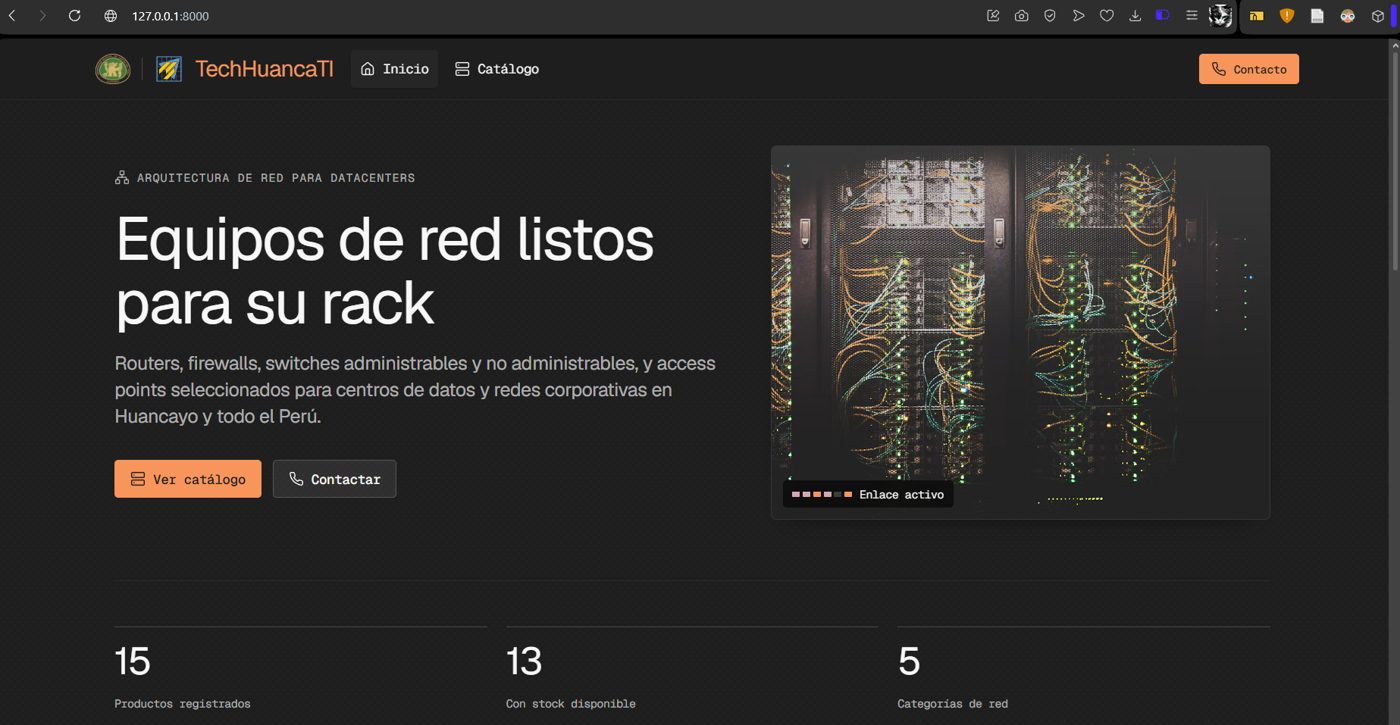 127.0.0.1:8000
TechHuancaTI
Inicio
Catálogo
Contacto
ARQUITECTURA DE RED PARA DATACENTERS
Equipos de red listos
para su rack
Routers, firewalls, switches administrables y no administrables, y access
points seleccionados para centros de datos y redes corporativas en
Huancayo y todo el Perú.
Ver catálogo
Contactar
Enlace activo
15
13
5
Productos registrados
Con stock disponible
Categorías de red